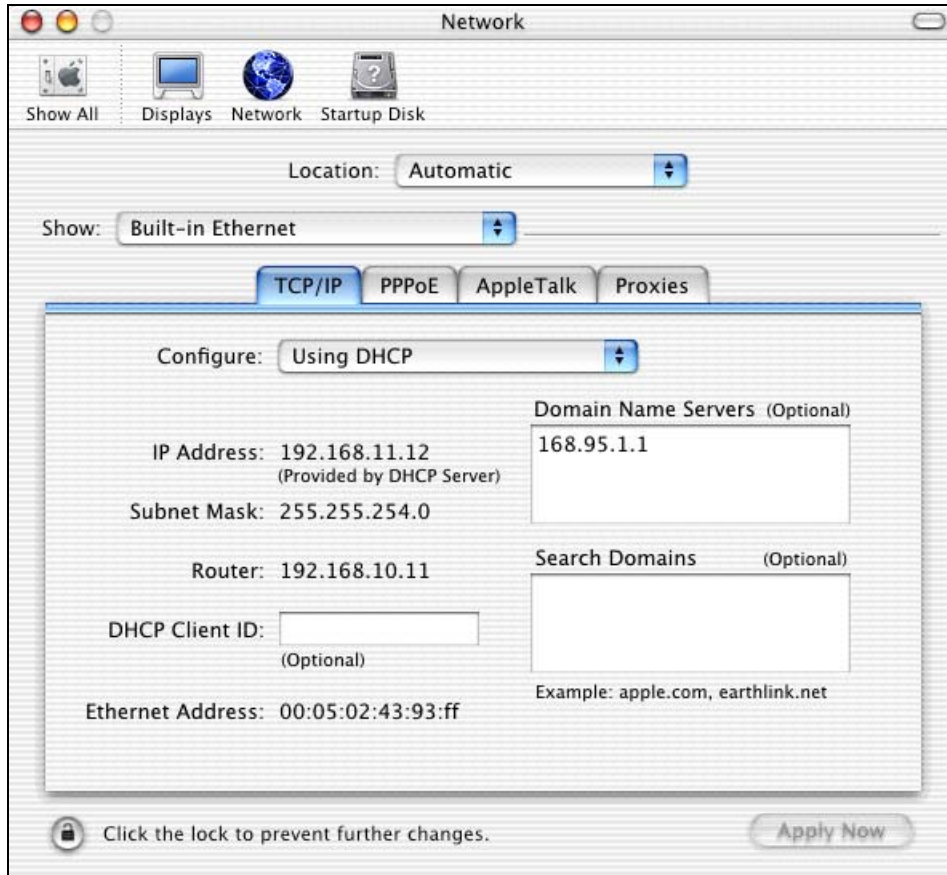 Network
Show All Displays Network Startup Disk
Location: Automatic
Show: Built-in Ethernet
TCP/IP PPPoE AppleTalk Proxies
Configure: Using DHCP
Domain Name Servers (Optional)
168.95.1.1
IP Address: 192.168.11.12
(Provided by DHCP Server)
Subnet Mask: 255.255.254.0
Router: 192.168.10.11
Search Domains (Optional)
DHCP Client ID:
(Optional)
Example: apple.com, earthlink.net
Ethernet Address: 00:05:02:43:93:ff
Click the lock to prevent further changes.
Apply Now